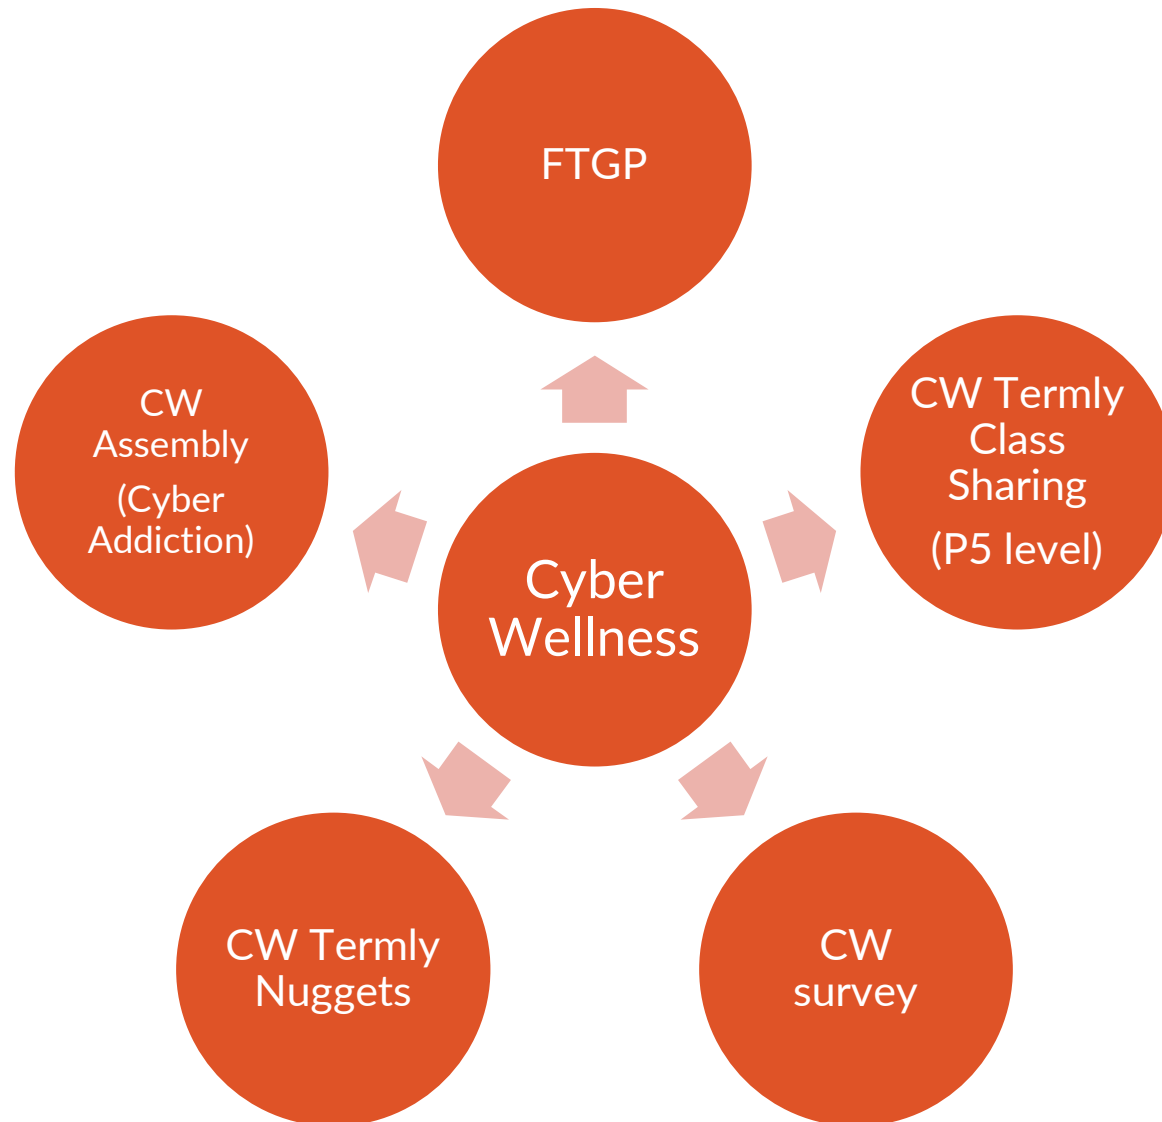 FTGP
CW
Assembly
(Cyber
Addiction)
CW Termly
Class
Sharing
(P5 level)
Cyber
Wellness
CW Termly
Nuggets
CW
survey